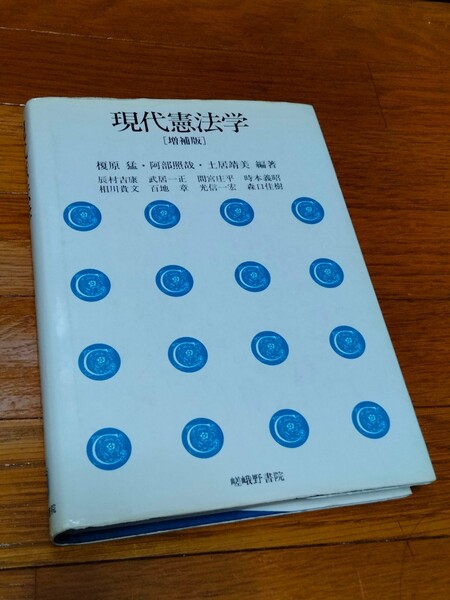 現代憲法学
[増補版]
榎原 猛・阿部照哉・土居靖美 編著
辰村吉康 武居一正 間宮庄平 時本義昭
相川貴文 百地 章 光信一宏 森口佳樹
嵯峨野書院